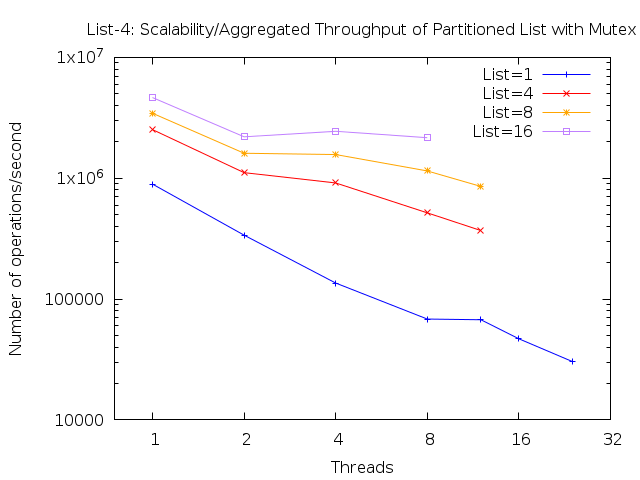 List-4: Scalability/Aggregated Throughput of Partitioned List with Mutex
1x10^7
1x10^6
100000
10000
Number of operations/second
List=1
List=4
List=8
List=16
1 2 4 8 16 32
Threads